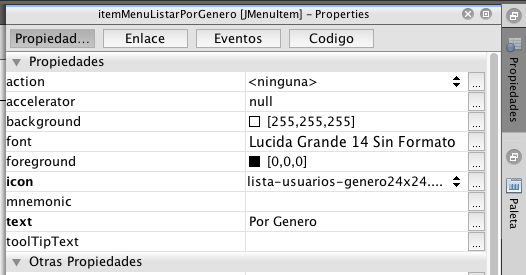 itemMenuListarPorGenero [JMenuItem] – Properties
Propiedad... Enlace Eventos Codigo
Propiedades
action <ninguna> ...
accelerator null ...
background [255,255,255] ...
font Lucida Grande 14 Sin Formato ...
foreground [0,0,0] ...
icon lista-usuarios-genero24x24.... ...
mnemonic ...
text Por Genero ...
toolTipText ...
Otras Propiedades
Propiedades
Paleta